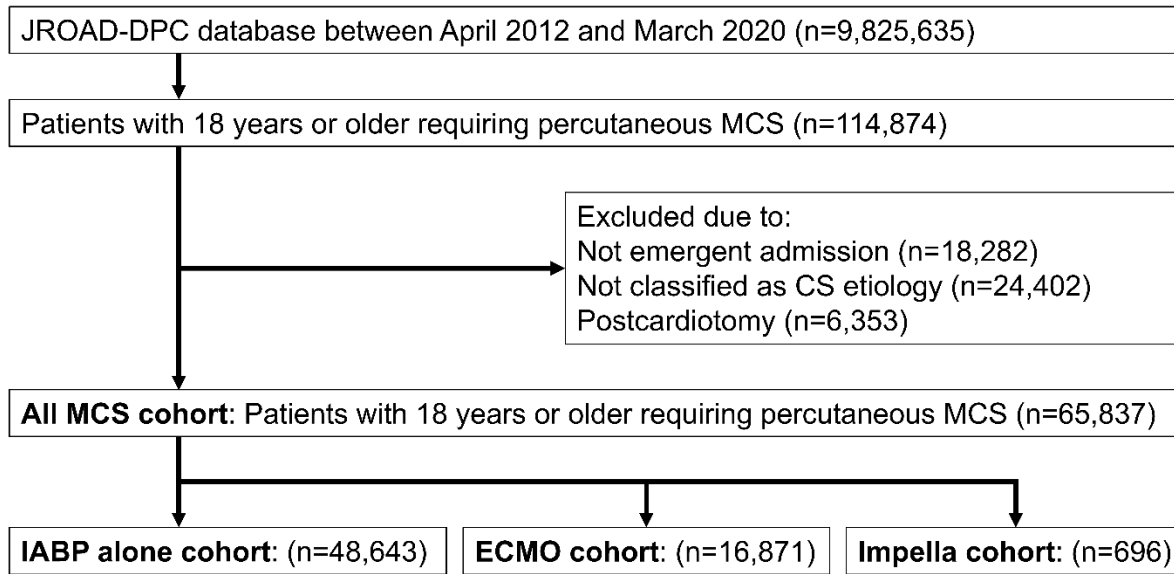 JROAD-DPC database between April 2012 and March 2020 (n=9,825,635)
Patients with 18 years or older requiring percutaneous MCS (n=114,874)
Excluded due to:
Not emergent admission (n=18,282)
Not classified as CS etiology (n=24,402)
Postcardiotomy (n=6,353)
All MCS cohort: Patients with 18 years or older requiring percutaneous MCS (n=65,837)
IABP alone cohort: (n=48,643)
ECMO cohort: (n=16,871)
Impella cohort: (n=696)